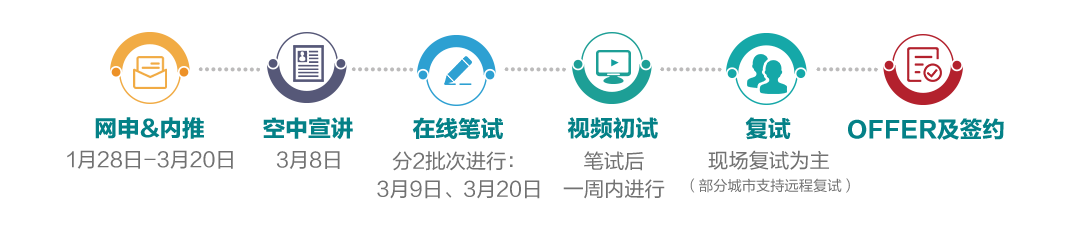 网申&内推
1月28日-3月20日
空中宣讲
3月8日
在线笔试
分2批次进行：
3月9日、3月20日
视频初试
笔试后
一周内进行
复试
现场复试为主
（部分城市支持远程复试）
OFFER及签约